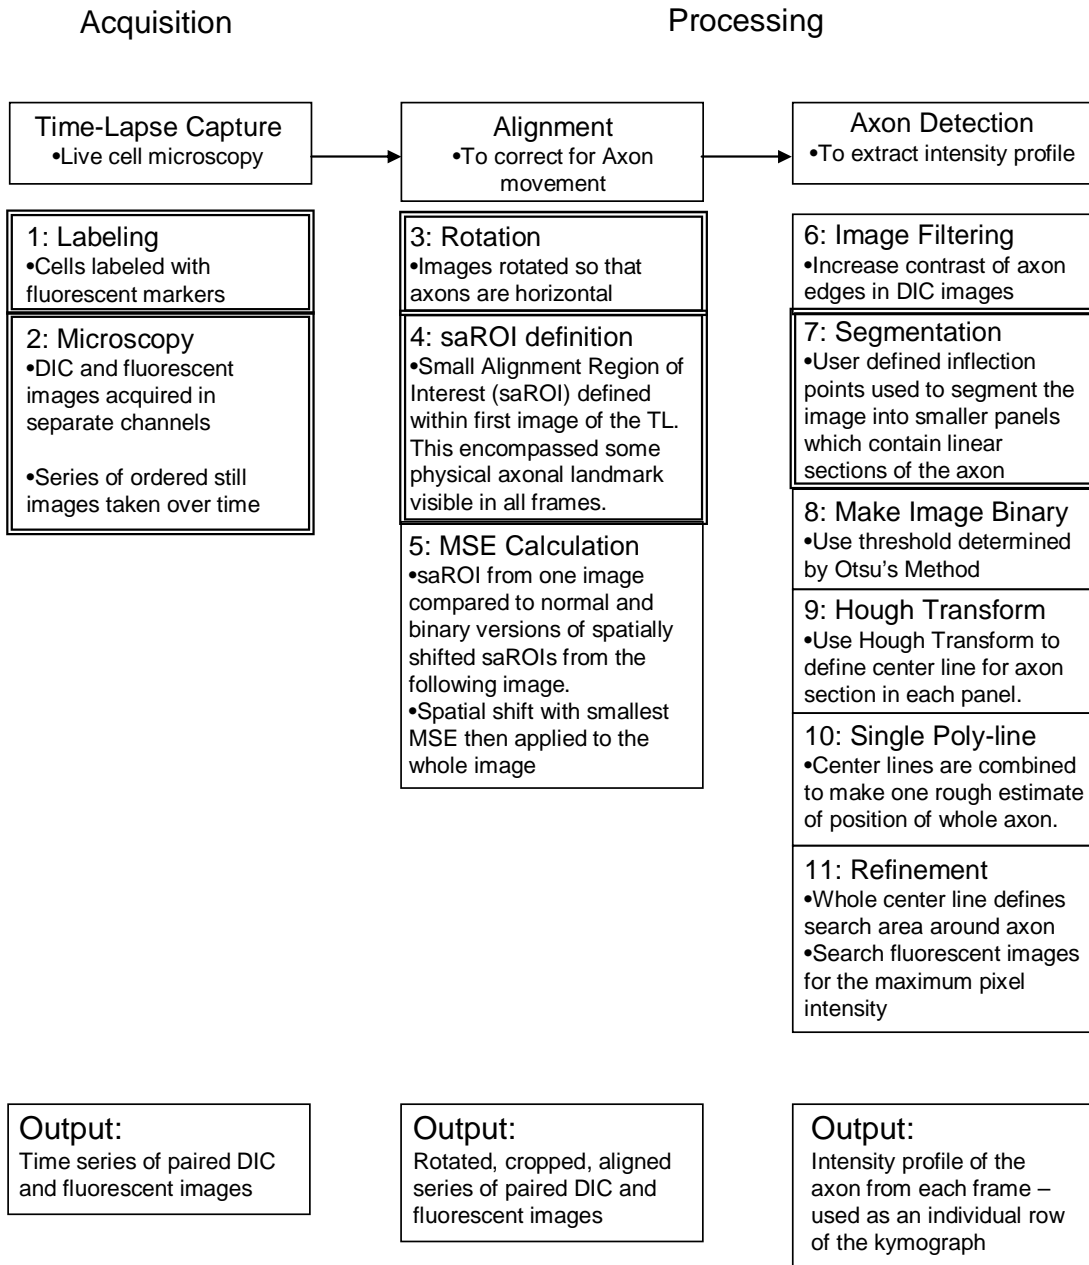 Acquisition
Processing
Time-Lapse Capture
•Live cell microscopy
Alignment
•To correct for Axon
movement
Axon Detection
•To extract intensity profile
1: Labeling
•Cells labeled with
fluorescent markers
2: Microscopy
•DIC and fluorescent
images acquired in
separate channels
•Series of ordered still
images taken over time
3: Rotation
•Images rotated so that
axons are horizontal
4: saROI definition
•Small Alignment Region of
Interest (saROI) defined
within first image of the TL.
This encompassed some
physical axonal landmark
visible in all frames.
5: MSE Calculation
•saROI from one image
compared to normal and
binary versions of spatially
shifted saROIs from the
following image.
•Spatial shift with smallest
MSE then applied to the
whole image
6: Image Filtering
•Increase contrast of axon
edges in DIC images
7: Segmentation
•User defined inflection
points used to segment the
image into smaller panels
which contain linear
sections of the axon
8: Make Image Binary
•Use threshold determined
by Otsu's Method
9: Hough Transform
•Use Hough Transform to
define center line for axon
section in each panel.
10: Single Poly-line
•Center lines are combined
to make one rough estimate
of position of whole axon.
11: Refinement
•Whole center line defines
search area around axon
•Search fluorescent images
for the maximum pixel
intensity
Output:
Time series of paired DIC
and fluorescent images
Output:
Rotated, cropped, aligned
series of paired DIC and
fluorescent images
Output:
Intensity profile of the
axon from each frame –
used as an individual row
of the kymograph